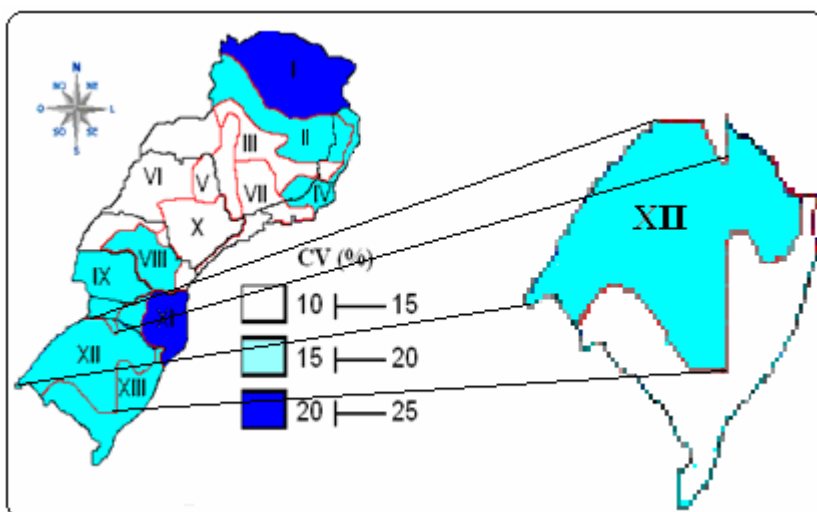 N
NO NE
O L
SO SE
S
I
II
III
IV
V
VI
VII
VIII
IX
X
XI
XII
XIII
CV (%)
10 ├── 15
15 ├── 20
20 ├── 25
XII